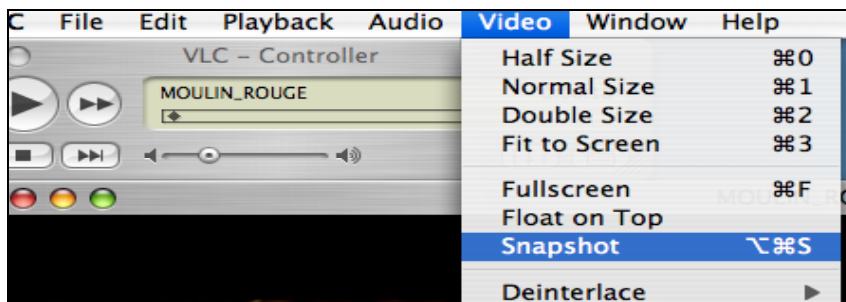 C File Edit Playback Audio Video Window Help
VLC – Controller
MOULIN_ROUGE
Half Size ⌘0
Normal Size ⌘1
Double Size ⌘2
Fit to Screen ⌘3
Fullscreen ⌘F
Float on Top
Snapshot ⌥⌘S
Deinterlace